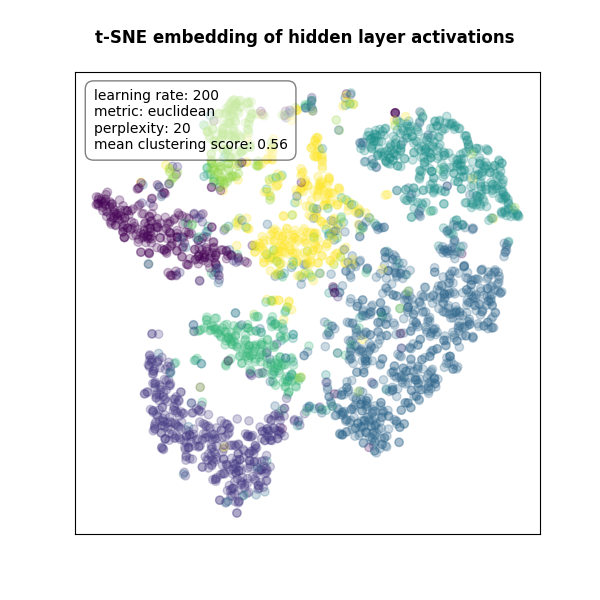 t-SNE embedding of hidden layer activations
learning rate: 200
metric: euclidean
perplexity: 20
mean clustering score: 0.56